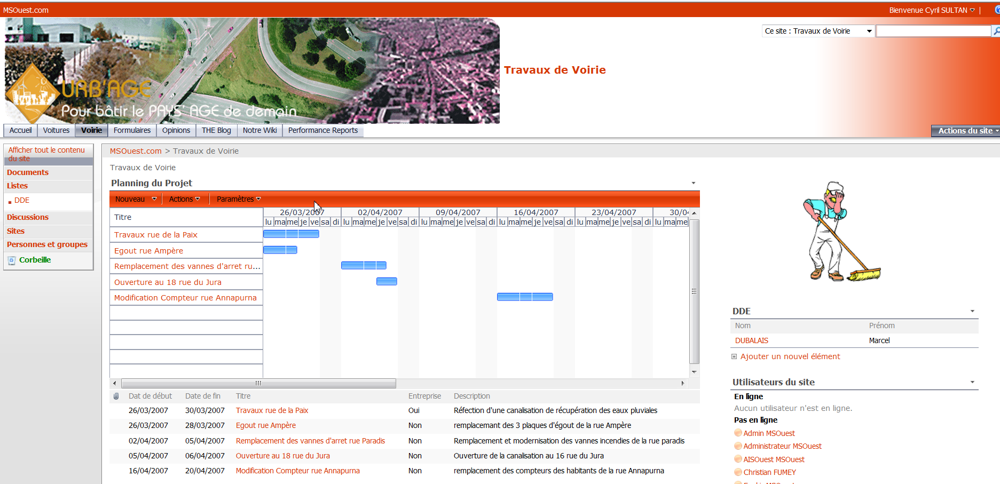 MSOuest.com
Bienvenue Cyril SULTAN
Ce site : Travaux de Voirie
URB'AGE
Pour bâtir le PAYS' AGE de demain
Travaux de Voirie
Accueil Voitures Voirie Formulaires Opinions THE Blog Notre Wiki Performance Reports
Actions du site
Afficher tout le contenu
du site
Documents
Listes
DDE
Discussions
Sites
Personnes et groupes
Corbeille
MSOuest.com > Travaux de Voirie
Travaux de Voirie
Planning du Projet
Nouveau Actions Paramètres
Titre
26/03/2007 02/04/2007 09/04/2007 16/04/2007 23/04/2007 30/0
lu ma me je ve sa di lu ma me je ve sa di lu ma me je ve sa di lu ma me je ve sa di lu ma me je ve sa di lu ma me
Travaux rue de la Paix
Egout rue Ampère
Remplacement des vannes d'arret ru...
Ouverture au 18 rue du Jura
Modification Compteur rue Annapurna
Dat de début Date de fin Titre Entreprise Description
26/03/2007 30/03/2007 Travaux rue de la Paix Oui Réfection d'une canalisation de récupération des eaux pluviales
26/03/2007 28/03/2007 Egout rue Ampère Non remplacemant des 3 plaques d'égout de la rue Ampère
02/04/2007 05/04/2007 Remplacement des vannes d'arret rue Paradis Non Remplacement et modernisation des vannes incendies de la rue paradis
05/04/2007 06/04/2007 Ouverture au 18 rue du Jura Non Ouverture de la canalisation au 16 rue du Jura
16/04/2007 20/04/2007 Modification Compteur rue Annapurna Non remplacement des compteurs des habitants de la rue Annapurna
DDE
Nom Prénom
DUBALAIS Marcel
Ajouter un nouvel élément
Utilisateurs du site
En ligne
Aucun utilisateur n'est en ligne.
Pas en ligne
Admin MSOuest
Administrateur MSOuest
AISOuest MSOuest
Christian FUMEY